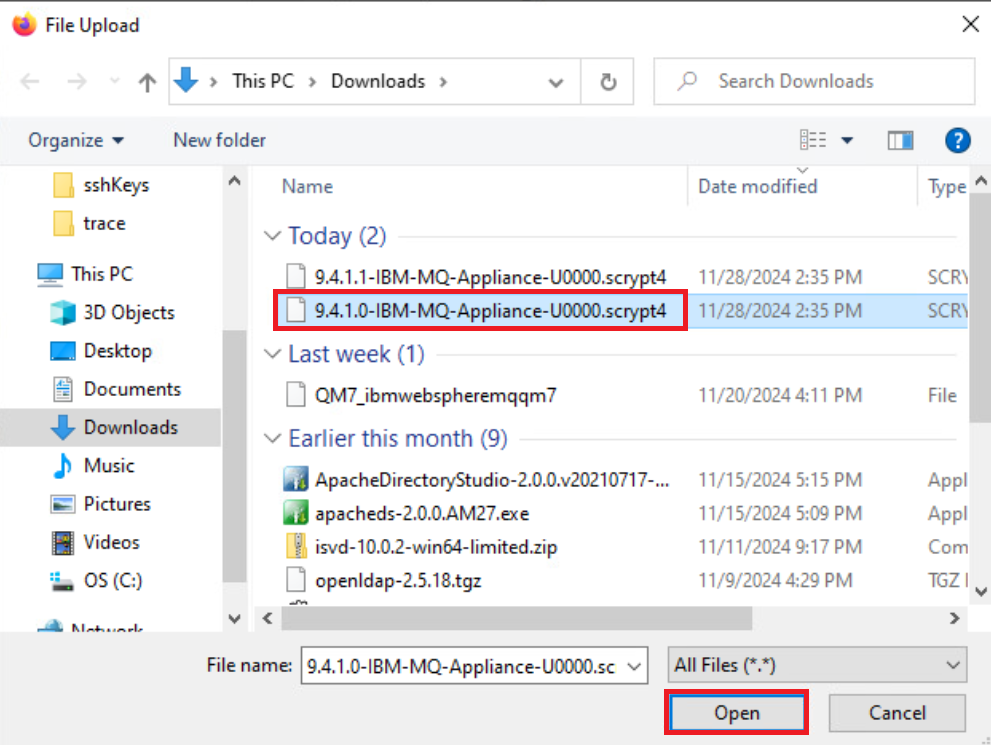 File Upload
This PC > Downloads >
Search Downloads
Organize
New folder
?
sshKeys
trace
This PC
3D Objects
Desktop
Documents
Downloads
Music
Pictures
Videos
OS (C:)
Network
Name Date modified Type
Today (2)
9.4.1.1-IBM-MQ-Appliance-U0000.scrypt4 11/28/2024 2:35 PM SCRY
9.4.1.0-IBM-MQ-Appliance-U0000.scrypt4 11/28/2024 2:35 PM SCRY
Last week (1)
QM7_ibmwebspheremqqm7 11/20/2024 4:11 PM File
Earlier this month (9)
ApacheDirectoryStudio-2.0.0.v20210717-... 11/15/2024 5:15 PM Appl
apacheds-2.0.0.AM27.exe 11/15/2024 5:09 PM Appl
isvd-10.0.2-win64-limited.zip 11/11/2024 9:17 PM Com
openldap-2.5.18.tgz 11/9/2024 4:29 PM TGZ
File name: 9.4.1.0-IBM-MQ-Appliance-U0000.sc All Files (*.*)
Open Cancel